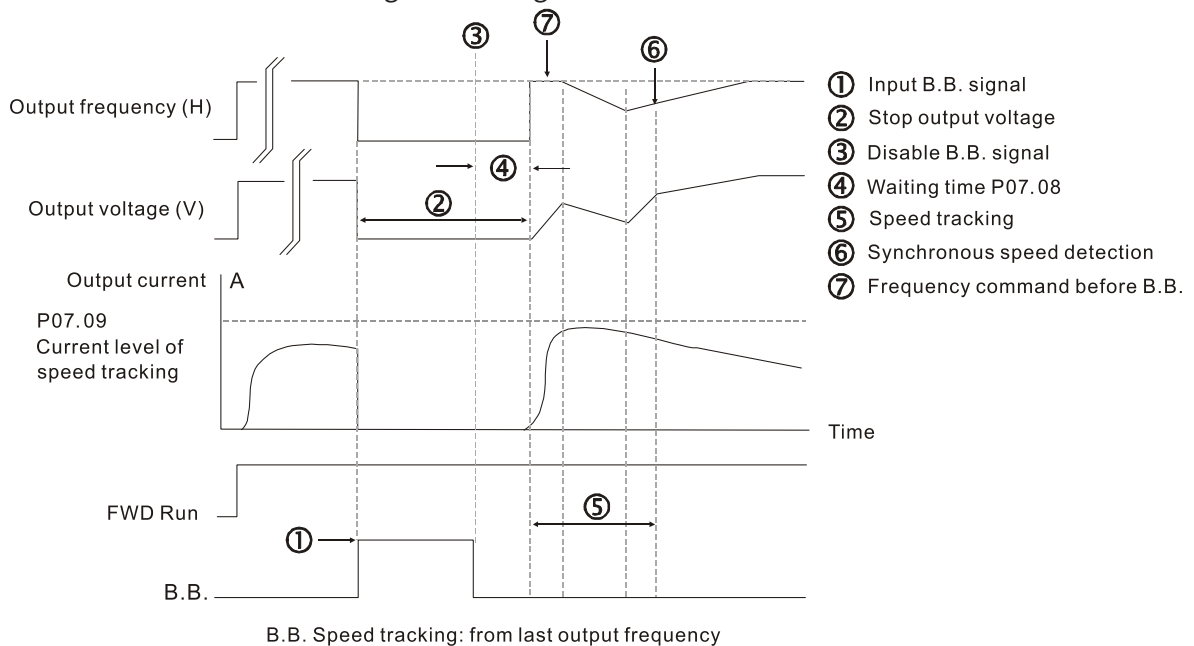 ③
⑦
⑥
Output frequency (H)
④
Output voltage (V)
②
① Input B.B. signal
② Stop output voltage
③ Disable B.B. signal
④ Waiting time P07.08
⑤ Speed tracking
⑥ Synchronous speed detection
⑦ Frequency command before B.B.
Output current A
P07.09
Current level of
speed tracking
Time
FWD Run
⑤
①
B.B.
B.B. Speed tracking: from last output frequency